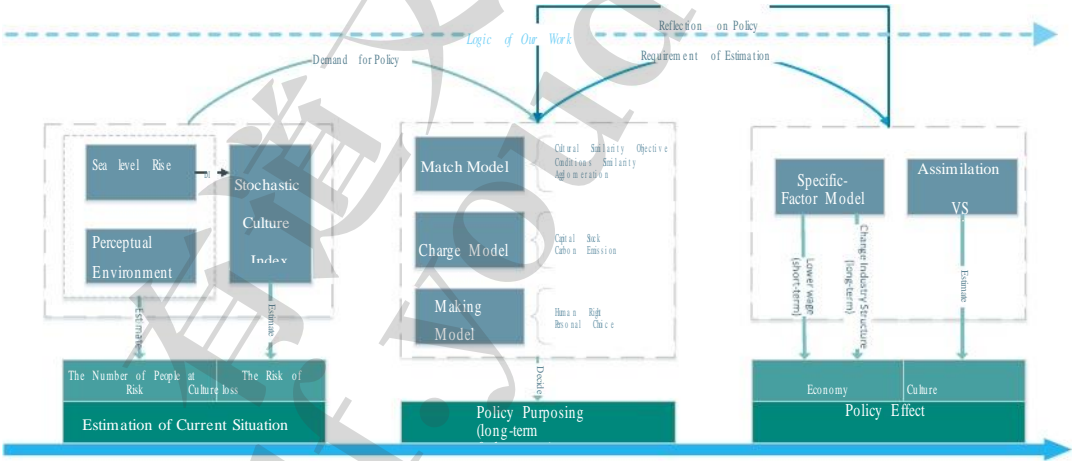 Reflection on Policy
Logic of Our Work
Demand for Policy
Requirement of Estimation
Sea level Rise
Stochastic
Culture
Index
Perceptual
Environment
Match Model
Cultural Similarity Objective
Conditions Similarity
Agglomeration
Charge Model
Capital Stock
Carbon Emission
Making
Model
Human Right
Personal Choice
Specific-
Factor Model
Assimilation
VS
Lower wage
(short-term)
Change Industry Structure
(long-term)
Estimate
Estimate
Estimate
Decide
The Number of People at
Risk
The Risk of
Culture loss
Estimation of Current Situation
Policy Purposing
(long-term
Economy
Culture
Policy Effect
有道文
f.youd